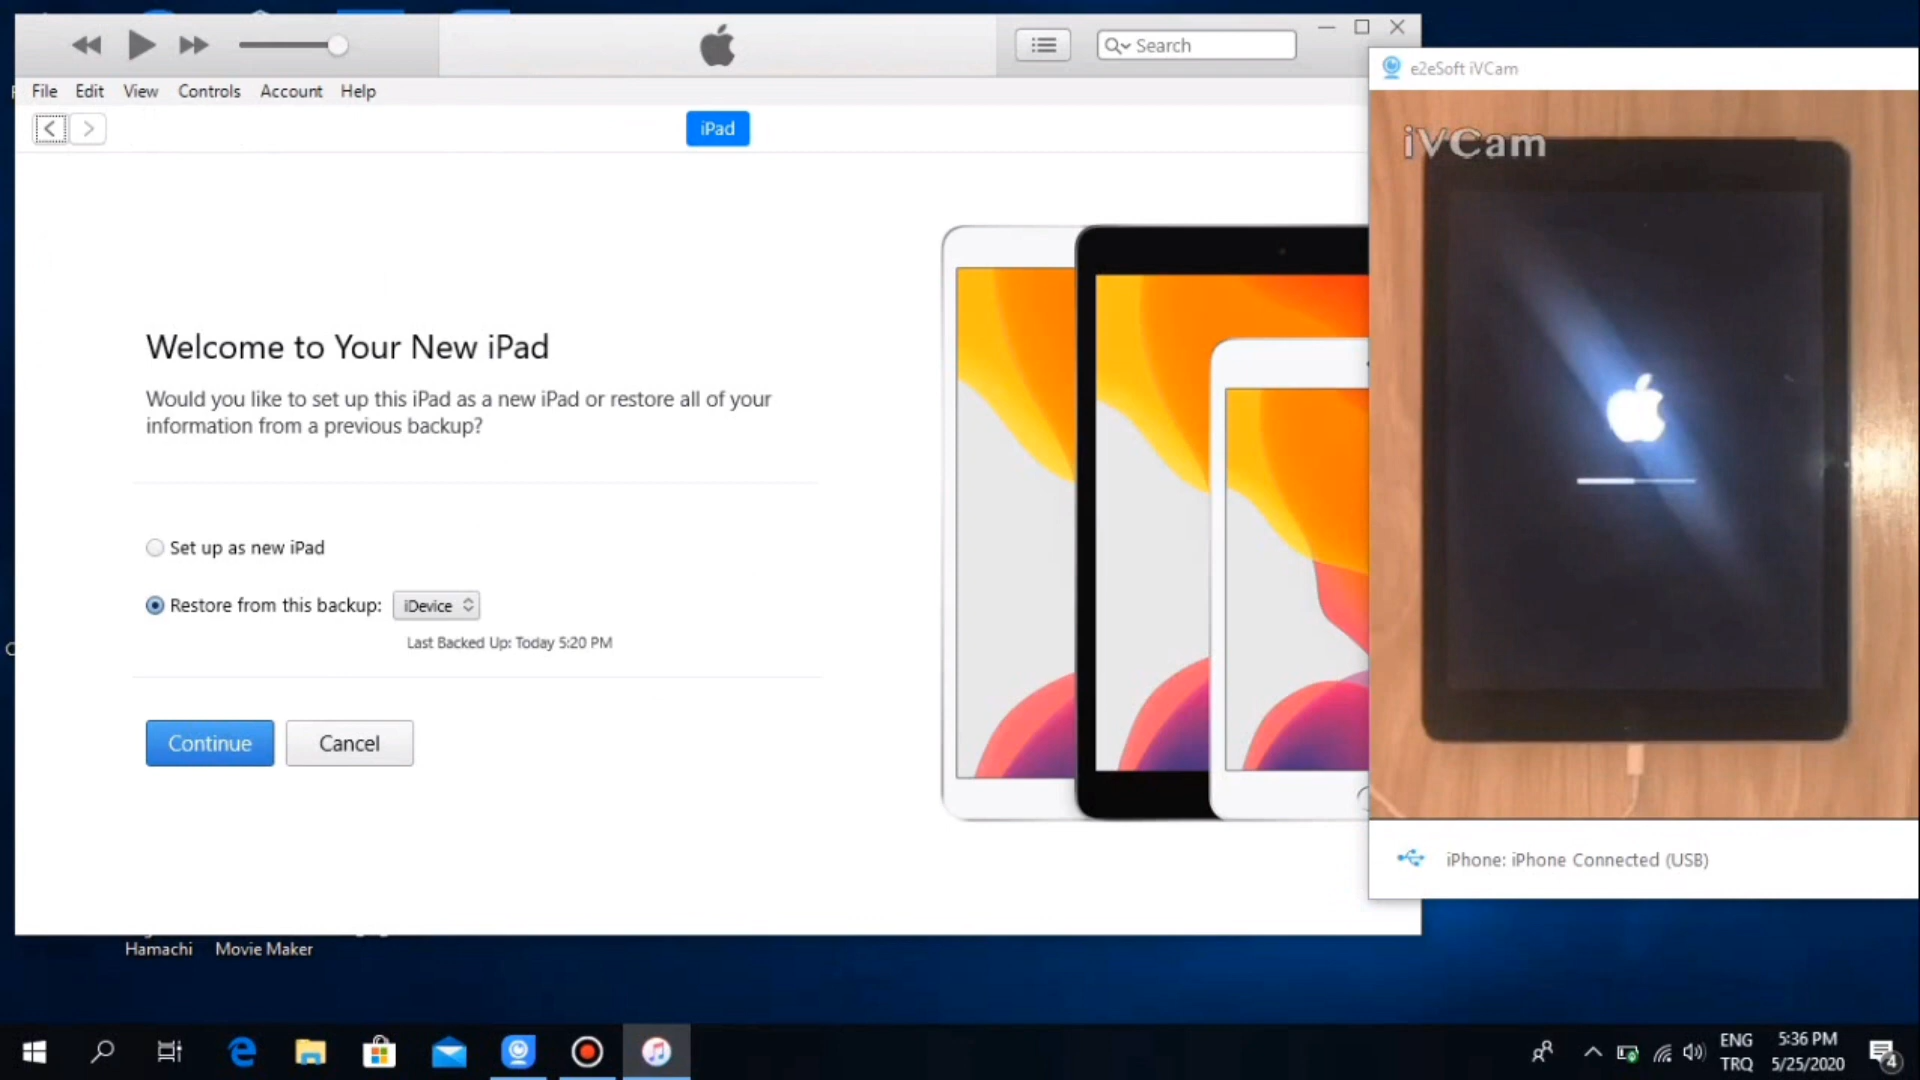 Search
File Edit View Controls Account Help
iPad
Welcome to Your New iPad
Would you like to set up this iPad as a new iPad or restore all of your
information from a previous backup?
Set up as new iPad
Restore from this backup: iDevice
Last Backed Up: Today 5:20 PM
Continue Cancel
e2eSoft iVCam
iVCam
iPhone: iPhone Connected (USB)
Hamachi Movie Maker
ENG
TRQ
5:36 PM
5/25/2020
4